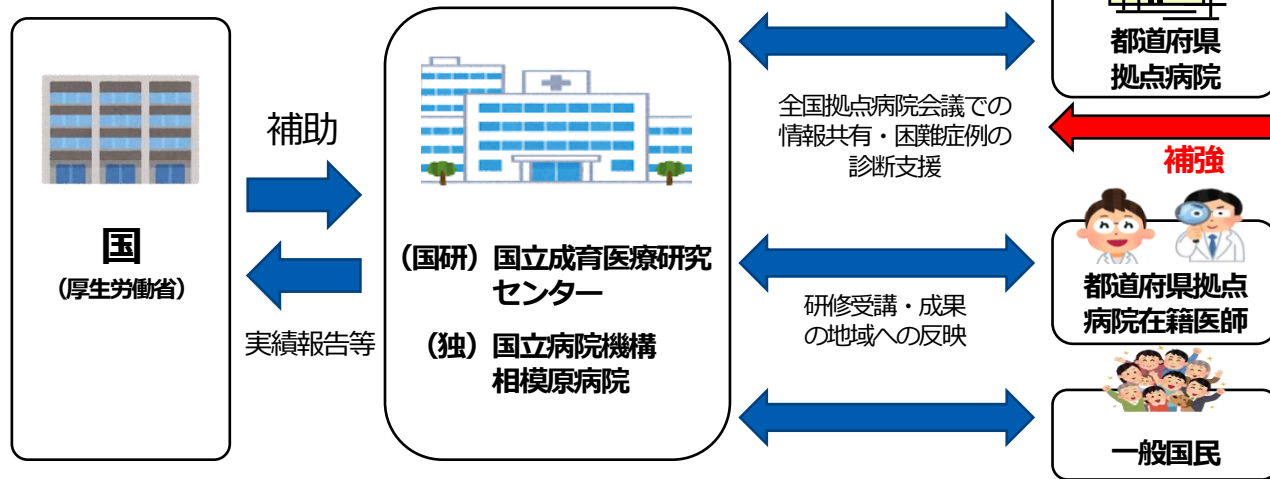 国
（厚生労働省）
補助
実績報告等
（国研）国立成育医療研究
センター
（独）国立病院機構
相模原病院
全国拠点病院会議での
情報共有・困難症例の
診断支援
研修受講・成果
の地域への反映
都道府県
拠点病院
補強
都道府県拠点
病院在籍医師
一般国民